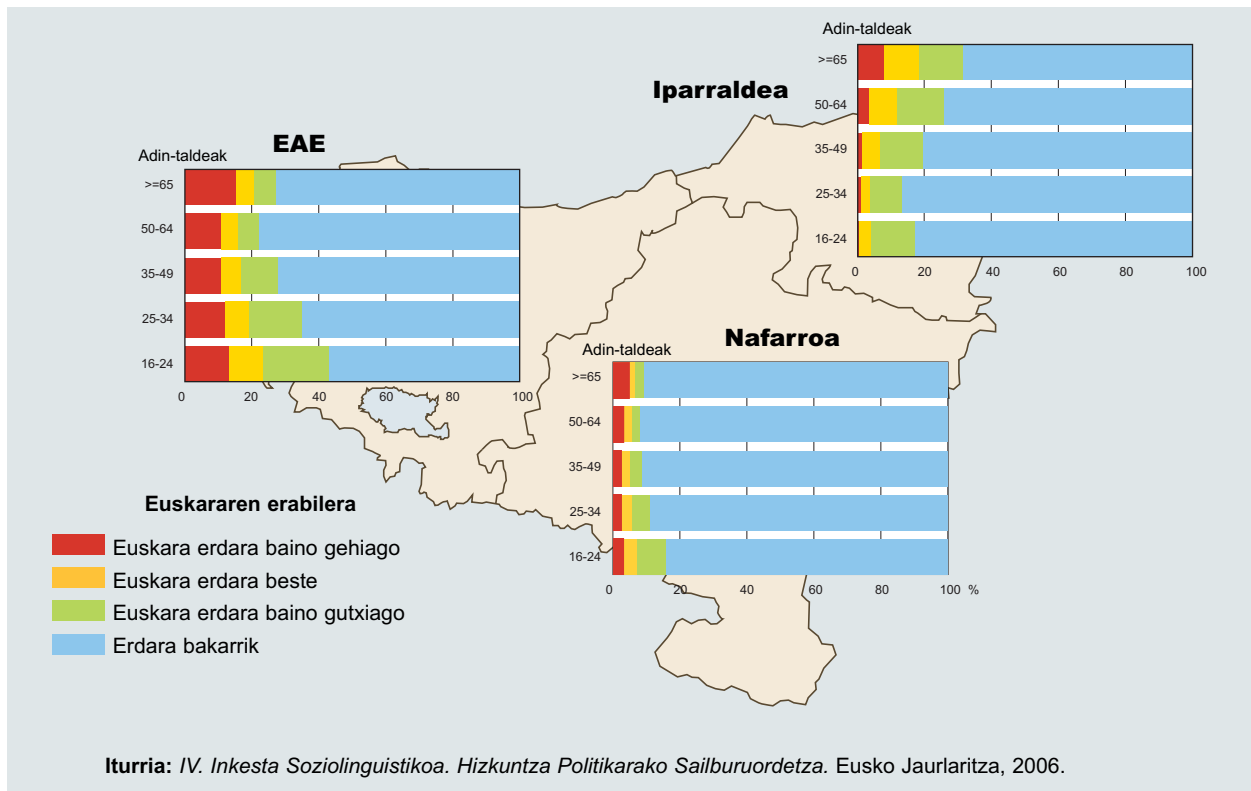 Adin-taldeak
>=65
50-64
35-49
25-34
16-24
0 20 40 60 80 100
Iparraldea
EAE
Adin-taldeak
>=65
50-64
35-49
25-34
16-24
0 20 40 60 80 100
Nafarroa
Adin-taldeak
>=65
50-64
35-49
25-34
16-24
0 20 40 60 80 100 %
Euskararen erabilera
Euskara erdara baino gehiago
Euskara erdara beste
Euskara erdara baino gutxiago
Erdara bakarrik
Iturria: IV. Inkesta Soziolinguistikoa. Hizkuntza Politikarako Sailburuordetza. Eusko Jaurlaritza, 2006.